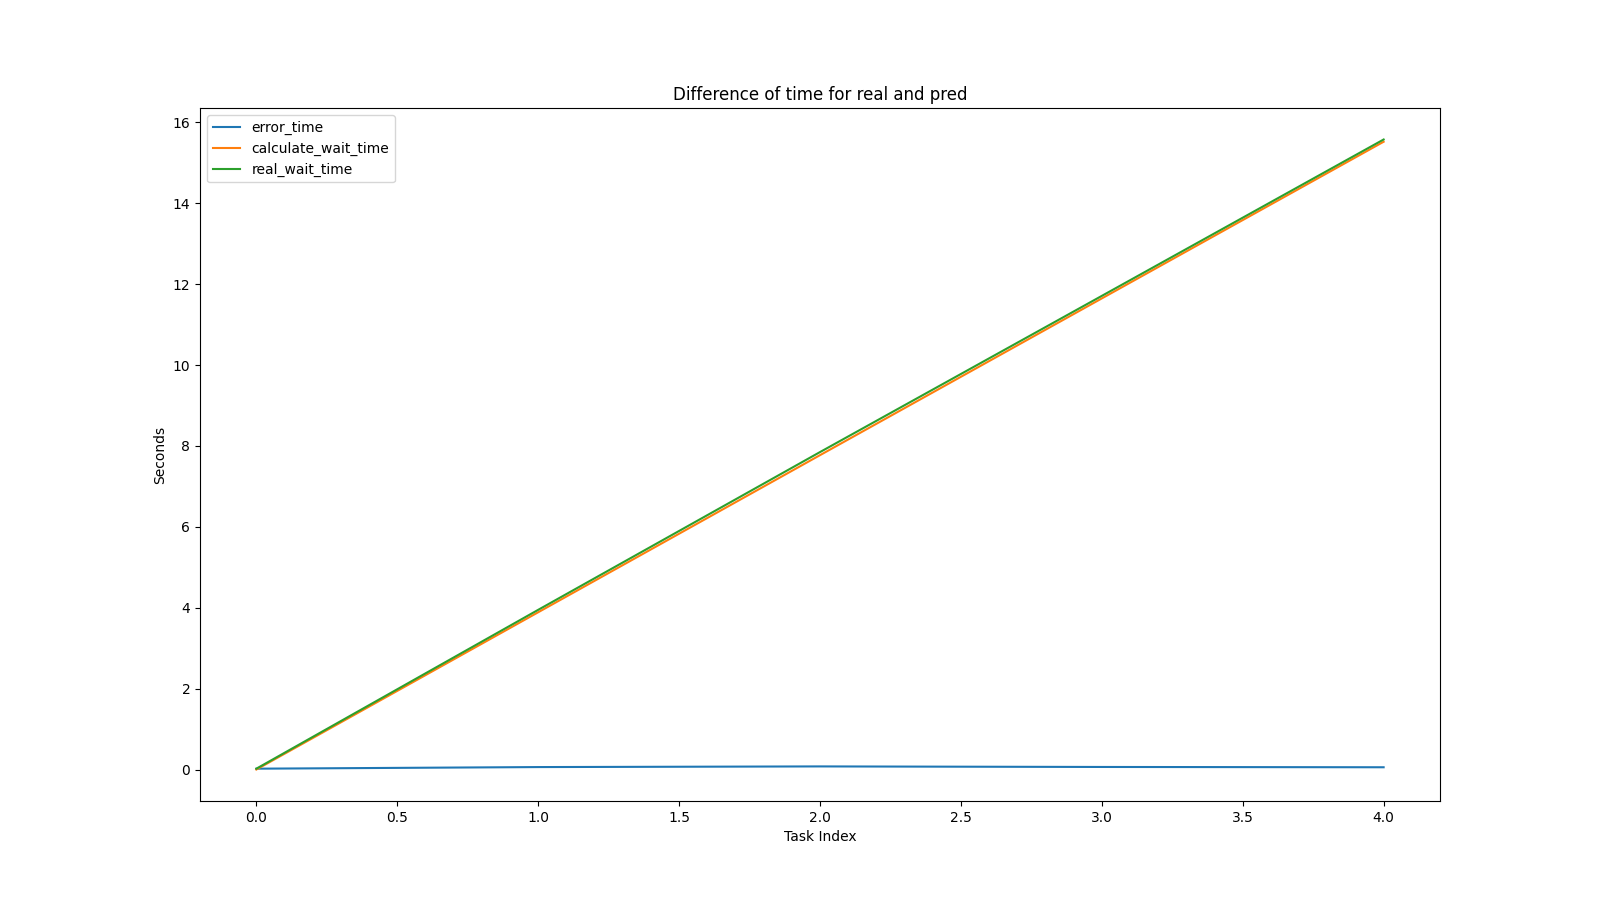 Difference of time for real and pred
error_time
calculate_wait_time
real_wait_time
Seconds
16
14
12
10
8
6
4
2
0
0.0 0.5 1.0 1.5 2.0 2.5 3.0 3.5 4.0
Task Index